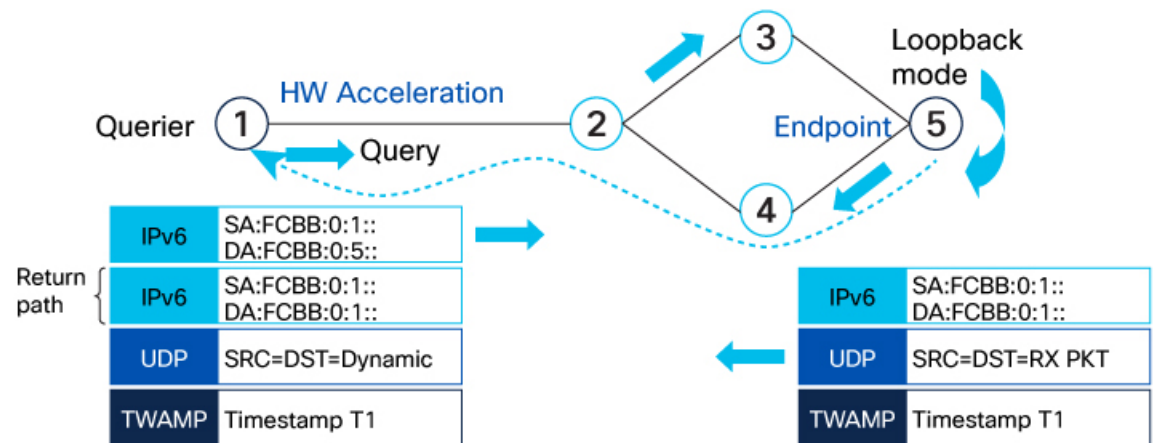 3
Loopback
mode
HW Acceleration
Querier
1
2
Endpoint
5
Query
4
IPv6
SA:FCBB:0:1::
DA:FCBB:0:5::
Return
path
IPv6
SA:FCBB:0:1::
DA:FCBB:0:1::
UDP
SRC=DST=Dynamic
TWAMP
Timestamp T1
IPv6
SA:FCBB:0:1::
DA:FCBB:0:1::
UDP
SRC=DST=RX PKT
TWAMP
Timestamp T1